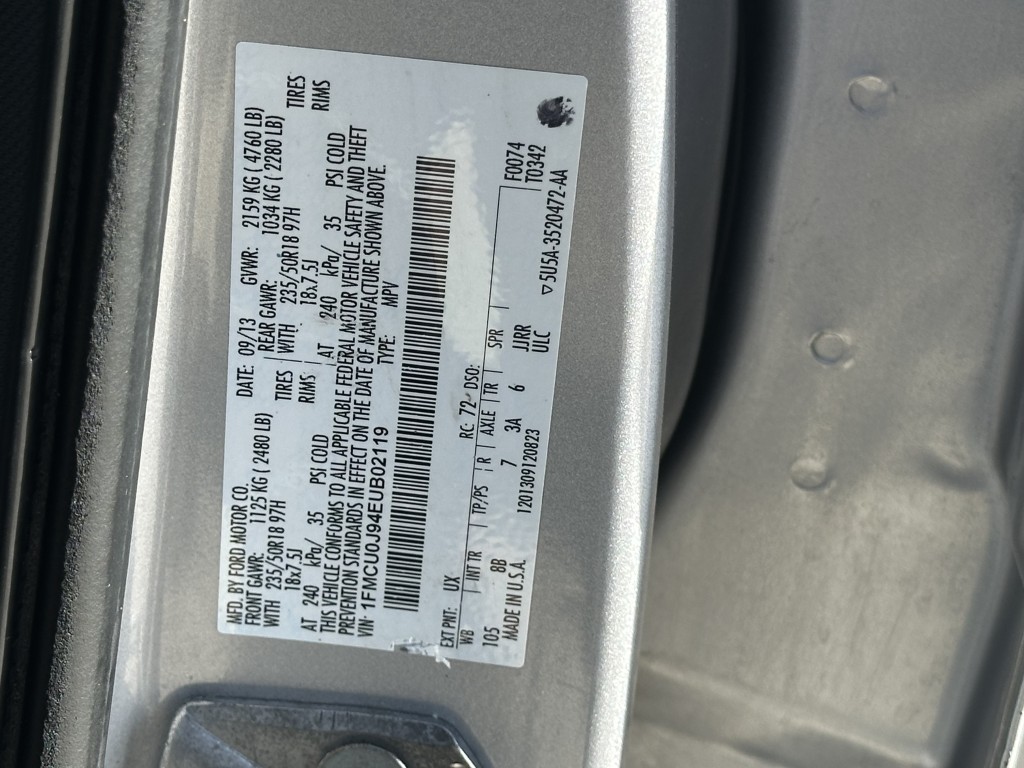 MFD. BY FORD MOTOR CO.
DATE: 09/13 GVWR: 2159 KG ( 4760 LB)
FRONT GAWR: 1125 KG ( 2480 LB) REAR GAWR: 1034 KG ( 2280 LB)
WITH 235/50R18 97H TIRES WITH 235/50R18 97H TIRES
18x7.5J RIMS 18x7.5J RIMS
AT 240 kPa/ 35 PSI COLD AT 240 kPa/ 35 PSI COLD
THIS VEHICLE CONFORMS TO ALL APPLICABLE FEDERAL MOTOR VEHICLE SAFETY AND THEFT
PREVENTION STANDARDS IN EFFECT ON THE DATE OF MANUFACTURE SHOWN ABOVE.
VIN: 1FMCU0J94EUB02119 TYPE: MPV
EXT PNT: UX RC: 72 DSO:
WB INT TR TP/PS R AXLE TR SPR F0074
105 8B 7 3A 6 JJRR T0342
MADE IN U.S.A. 1201309120823 ULC ▽5U5A-3520472-AA